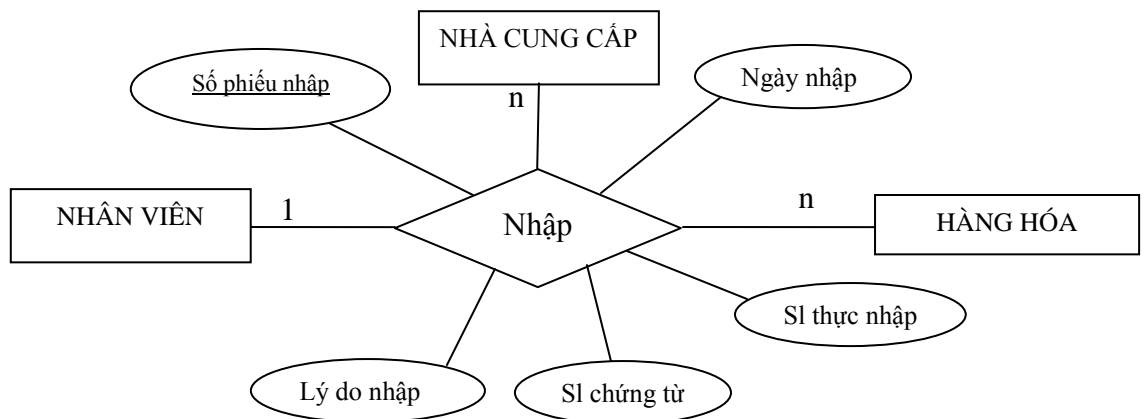 NHÀ CUNG CẤP
Số phiếu nhập
Ngày nhập
n
NHÂN VIÊN
1
Nhập
n
HÀNG HÓA
Sl thực nhập
Lý do nhập
Sl chứng từ